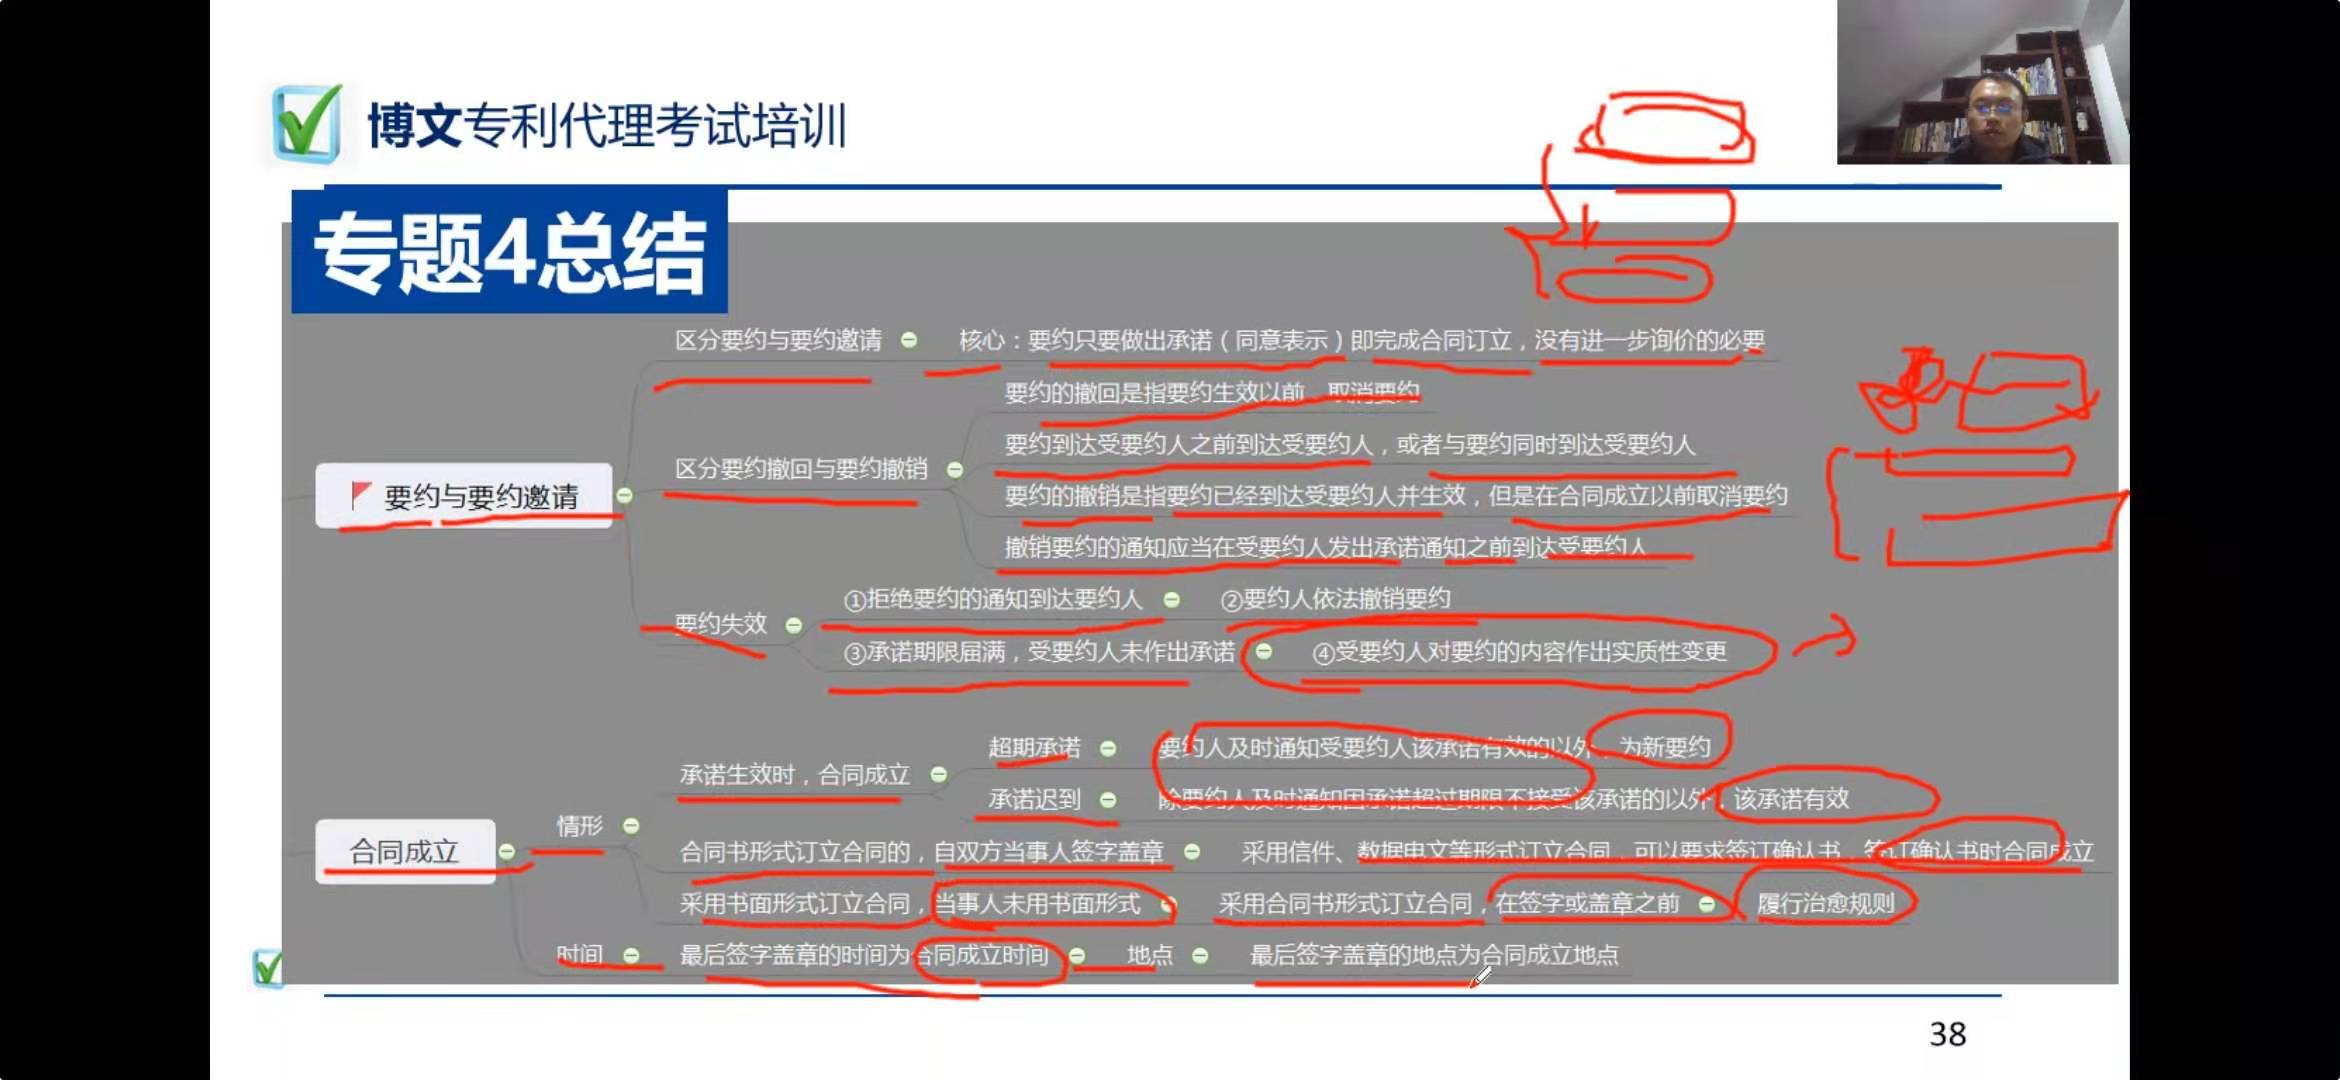 博文专利代理考试培训
专题4总结
区分要约与要约邀请 核心：要约只要做出承诺（同意表示）即完成合同订立，没有进一步询价的必要
要约的撤回是指要约生效以前，取消要约
要约到达受要约人之前到达受要约人，或者与要约同时到达受要约人
区分要约撤回与要约撤销
要约与要约邀请
要约的撤销是指要约已经到达受要约人并生效，但是在合同成立以前取消要约
撤销要约的通知应当在受要约人发出承诺通知之前到达受要约人
①拒绝要约的通知到达要约人 ②要约人依法撤销要约
要约失效
③承诺期限届满，受要约人未作出承诺 ④受要约人对要约的内容作出实质性变更
超期承诺 要约人及时通知受要约人该承诺有效的以外，为新要约
承诺生效时，合同成立
承诺迟到 除要约人及时通知因承诺超过期限不接受该承诺的以外，该承诺有效
情形
合同成立
合同书形式订立合同的，自双方当事人签字盖章 采用信件、数据电文等形式订立合同，可以要求签订确认书，签订确认书时合同成立
采用书面形式订立合同，当事人未用书面形式 采用合同书形式订立合同，在签字或盖章之前 履行治愈规则
时间 最后签字盖章的时间为合同成立时间 地点 最后签字盖章的地点为合同成立地点
38